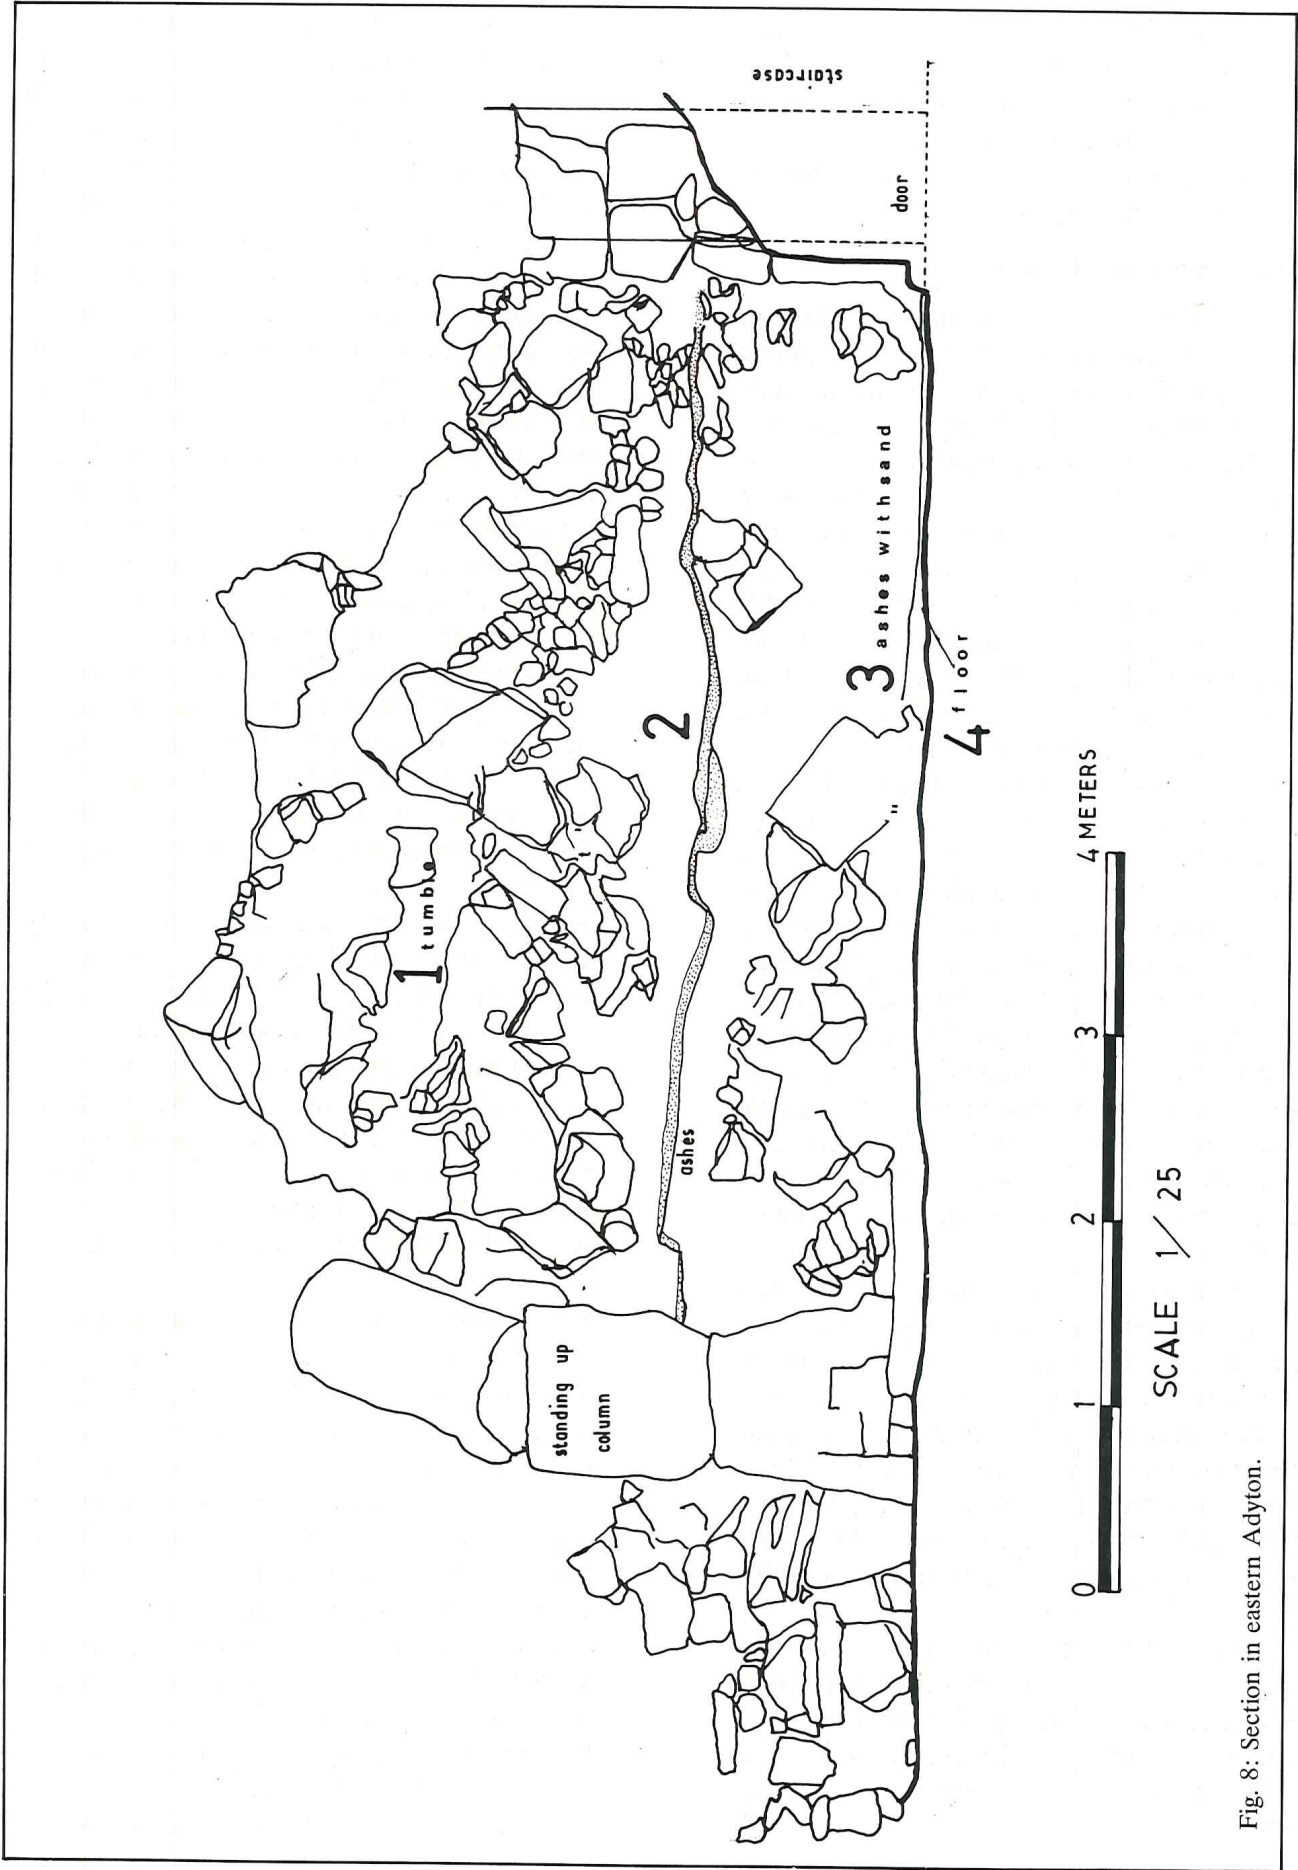 staircase
door
1 tumble
2
3 ashes with sand
4 floor
ashes
standing up
column
"
0 1 2 3 4 METERS
SCALE 1/25
Fig. 8: Section in eastern Adyton.